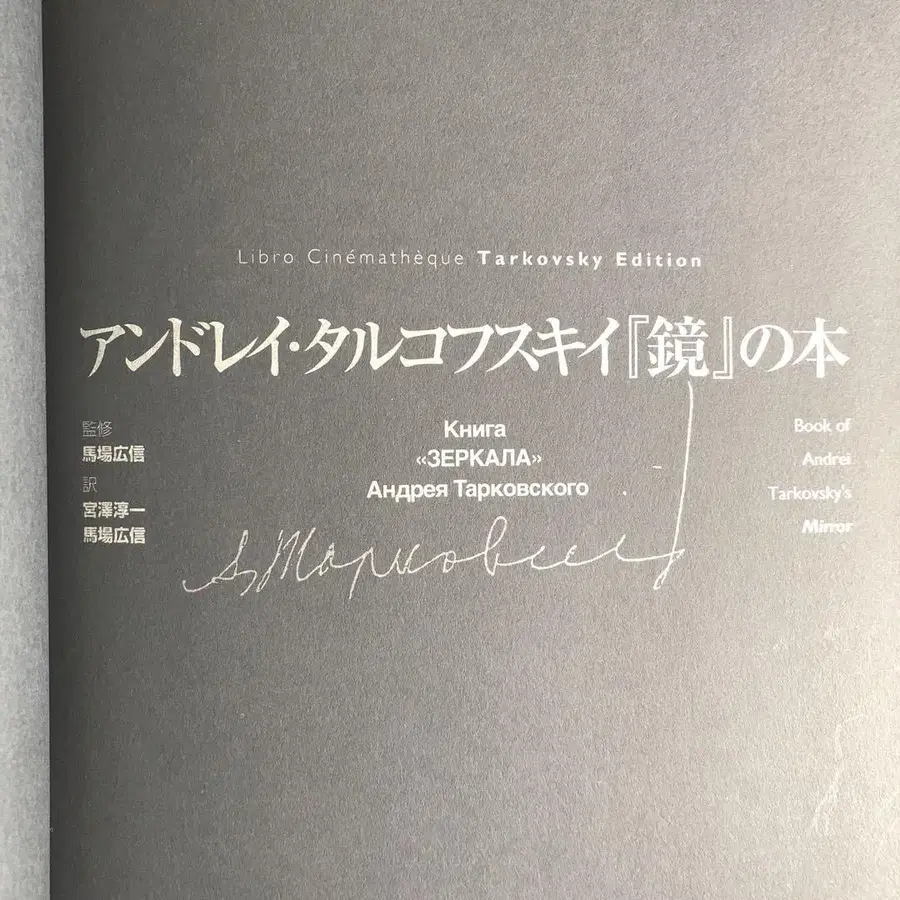 Libro Cinémathèque Tarkovsky Edition
アンドレイ・タルコフスキイ『鏡』の本
監修
馬場広信
訳
宮澤淳一
馬場広信
Книга
«ЗЕРКАЛА»
Андрея Тарковского
Book of
Andrei
Tarkovsky's
Mirror
А. Тарковский